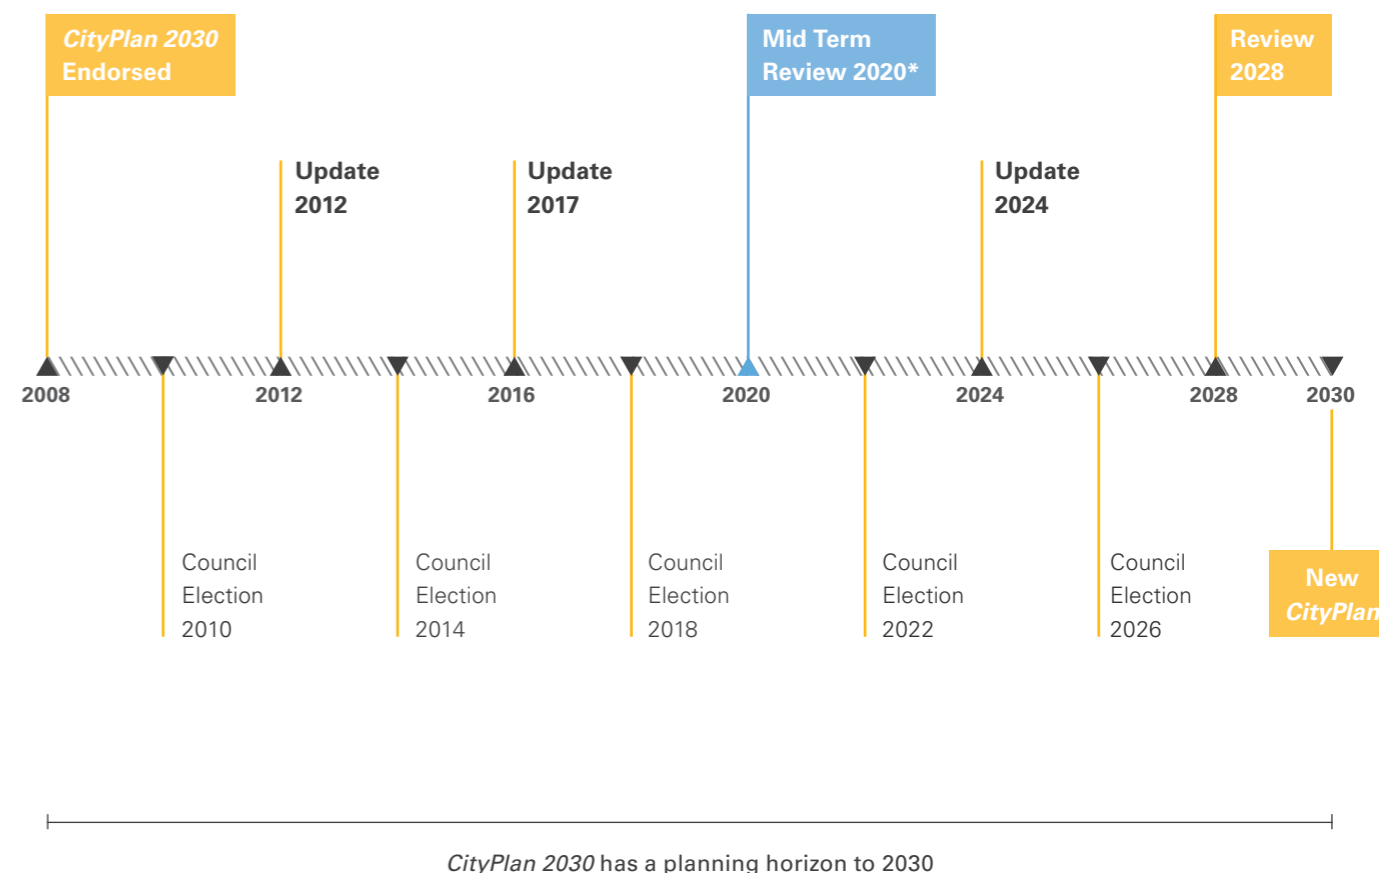 CityPlan 2030
Endorsed
Mid Term
Review 2020*
Review
2028
Update
2012
Update
2017
Update
2024
2008
2012
2016
2020
2024
2028
2030
Council
Election
2010
Council
Election
2014
Council
Election
2018
Council
Election
2022
Council
Election
2026
New
CityPlan
CityPlan 2030 has a planning horizon to 2030